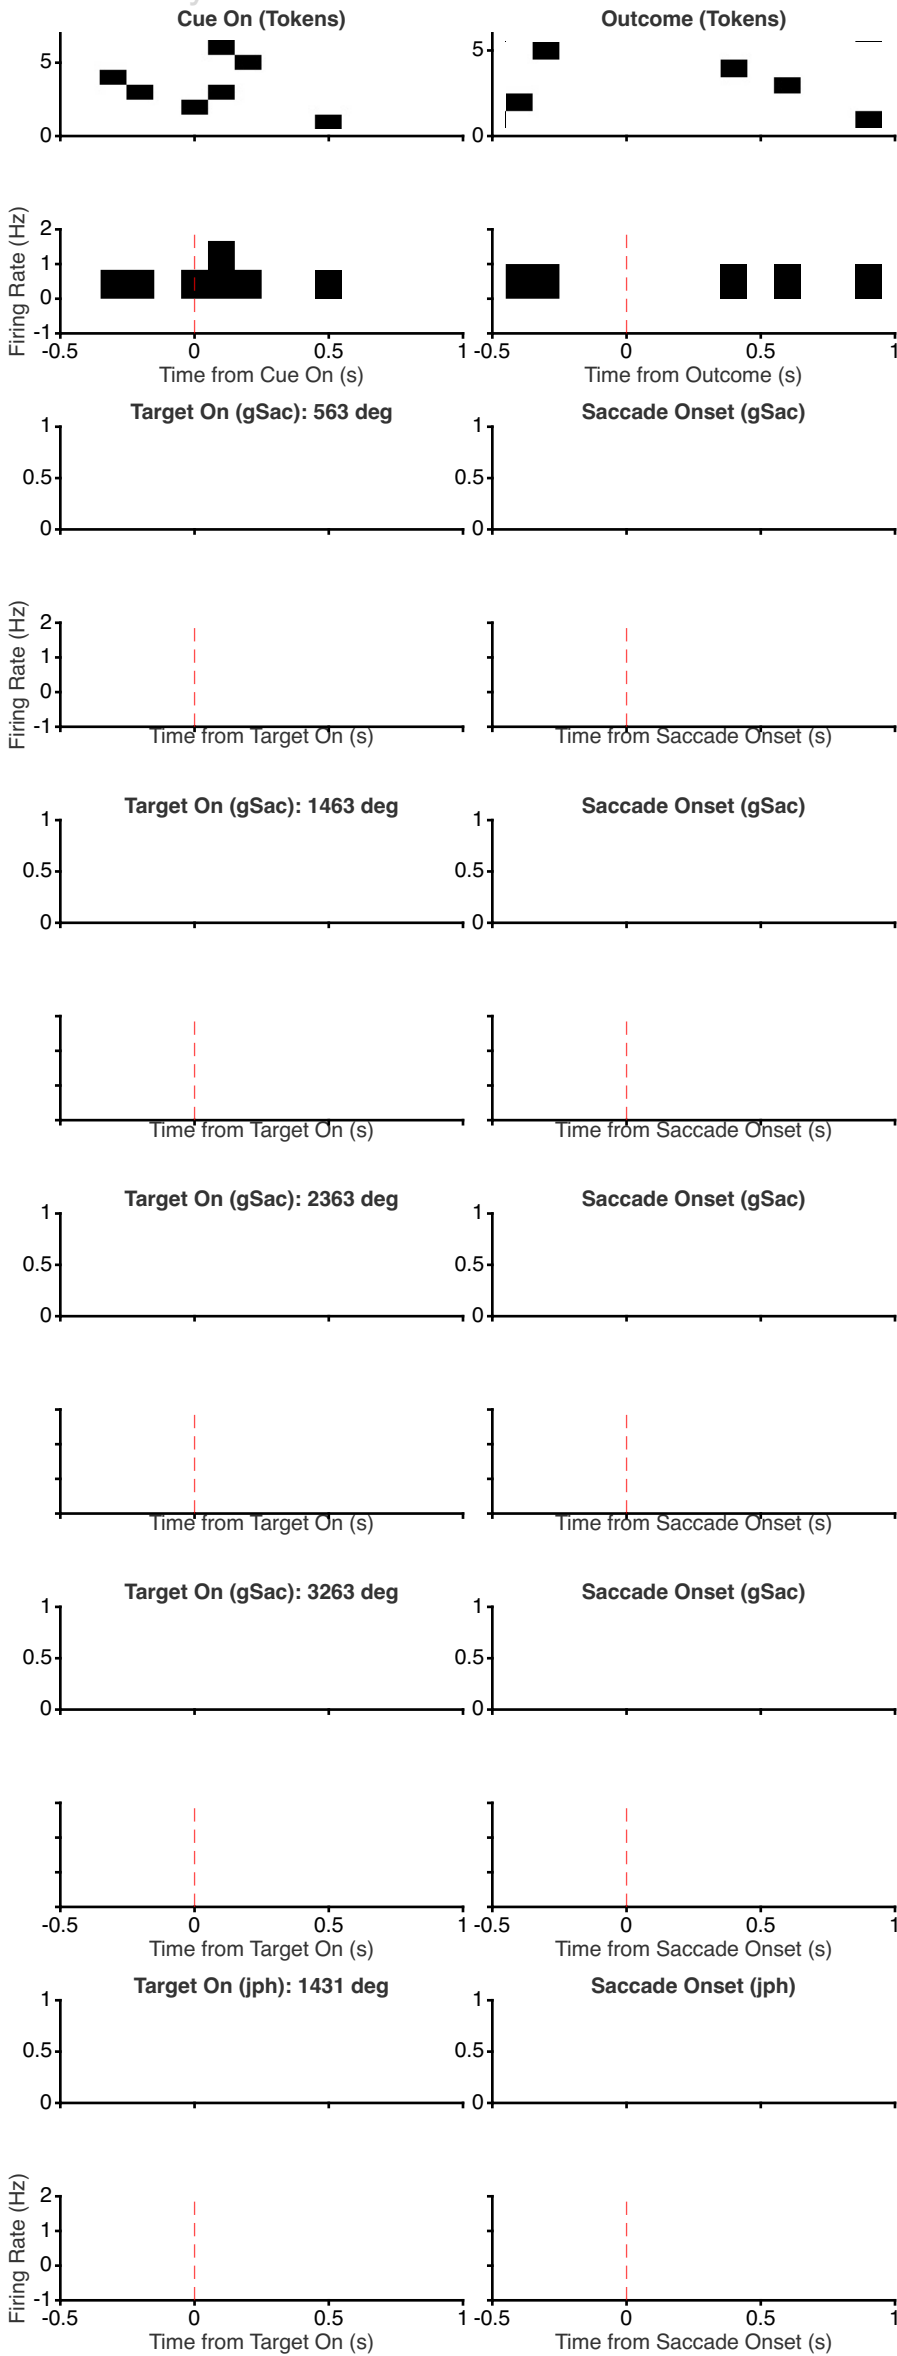 Cue On (Tokens) Outcome (Tokens)
5 5
0 0
Firing Rate (Hz)
2
1
0
-1
-0.5 0 0.5 1 -0.5 0 0.5 1
Time from Cue On (s) Time from Outcome (s)
Target On (gSac): 563 deg Saccade Onset (gSac)
1 1
0.5 0.5
0 0
Firing Rate (Hz)
2
1
0
-1
Time from Target On (s) Time from Saccade Onset (s)
Target On (gSac): 1463 deg Saccade Onset (gSac)
1 1
0.5 0.5
0 0
Time from Target On (s) Time from Saccade Onset (s)
Target On (gSac): 2363 deg Saccade Onset (gSac)
1 1
0.5 0.5
0 0
Time from Target On (s) Time from Saccade Onset (s)
Target On (gSac): 3263 deg Saccade Onset (gSac)
1 1
0.5 0.5
0 0
-0.5 0 0.5 1 -0.5 0 0.5 1
Time from Target On (s) Time from Saccade Onset (s)
Target On (jph): 1431 deg Saccade Onset (jph)
1 1
0.5 0.5
0 0
Firing Rate (Hz)
2
1
0
-1
-0.5 0 0.5 1 -0.5 0 0.5 1
Time from Target On (s) Time from Saccade Onset (s)